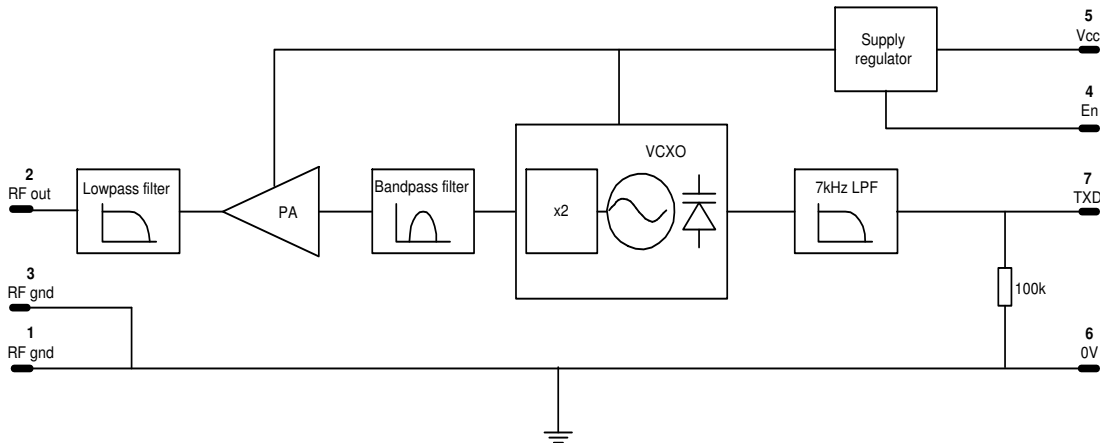 5
Vcc
Supply
regulator
4
En
VCXO
2
RF out
Lowpass filter
PA
Bandpass filter
x2
7kHz LPF
7
TXD
3
RF gnd
100k
1
RF gnd
6
0V